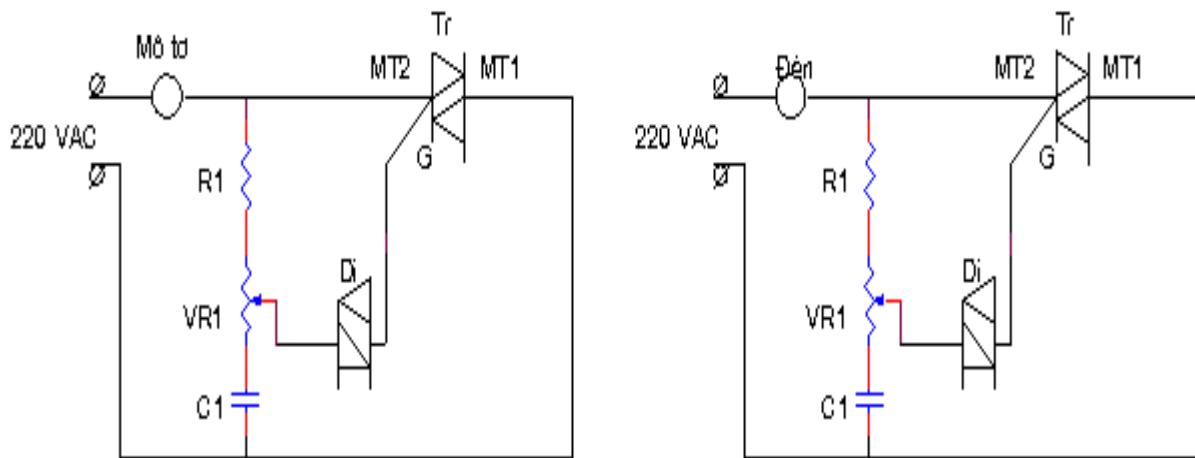 Mô tơ
Tr
MT2
MT1
220 VAC
R1
G
Di
VR1
C1
Đèn
Tr
MT2
MT1
220 VAC
R1
G
Di
VR1
C1